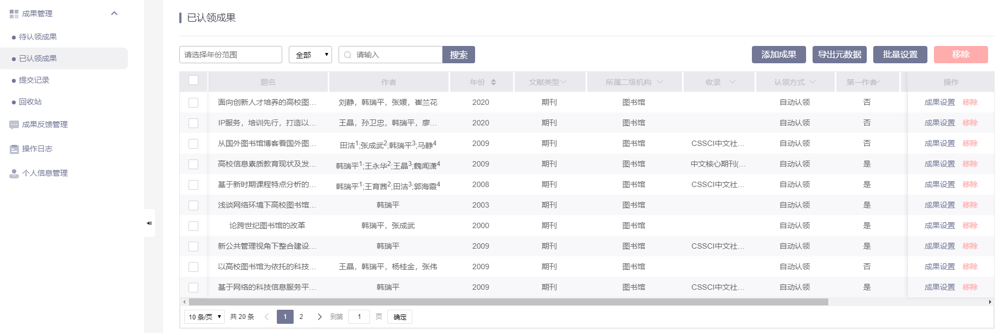 成果管理
待认领成果
已认领成果
提交记录
回收站
成果反馈管理
操作日志
个人信息管理
已认领成果
请选择年份范围 全部 请输入 搜索 添加成果 导出元数据 批量设置 移除
题名 作者 年份 文献类型 所属二级机构 收录 认领方式 第一作者 操作
面向创新人才培养的高校图... 刘静，韩瑞平，张媛，崔兰花 2020 期刊 图书馆 自动认领 否 成果设置 移除
IP服务，培训先行，打造以... 王晶，孙卫忠，韩瑞平，廖... 2020 期刊 图书馆 自动认领 否 成果设置 移除
从国外图书馆博客看国外图... 田洁1;张成武2;韩瑞平3;马静4 2009 期刊 图书馆 CSSCI中文社... 自动认领 否 成果设置 移除
高校信息素质教育现状及发... 韩瑞平1;王永华2;王晶3;魏闻潇4 2009 期刊 图书馆 中文核心期刊(... 自动认领 是 成果设置 移除
基于新时期课程特点分析的... 韩瑞平1;王育茜2;田洁3;郭海霞4 2008 期刊 图书馆 CSSCI中文社... 自动认领 是 成果设置 移除
浅谈网络环境下高校图书馆... 韩瑞平 2003 期刊 图书馆 自动认领 是 成果设置 移除
论跨世纪图书馆的改革 韩瑞平，张成武 2000 期刊 图书馆 自动认领 是 成果设置 移除
新公共管理视角下整合建设... 韩瑞平 2009 期刊 图书馆 CSSCI中文社... 自动认领 是 成果设置 移除
以高校图书馆为依托的科技... 王晶，韩瑞平，杨桂金，张伟 2009 期刊 图书馆 自动认领 否 成果设置 移除
基于网络的科技信息服务平... 韩瑞平 2009 期刊 图书馆 CSSCI中文社... 自动认领 是 成果设置 移除
10 条/页 共 20 条 1 2 到第 1 页 确定